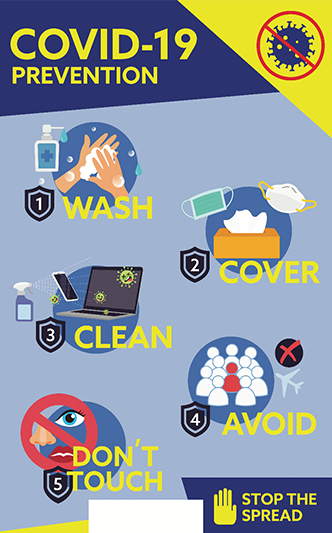 COVID-19
PREVENTION
1 WASH
2 COVER
3 CLEAN
4 AVOID
DON'T
5 TOUCH
STOP THE
SPREAD